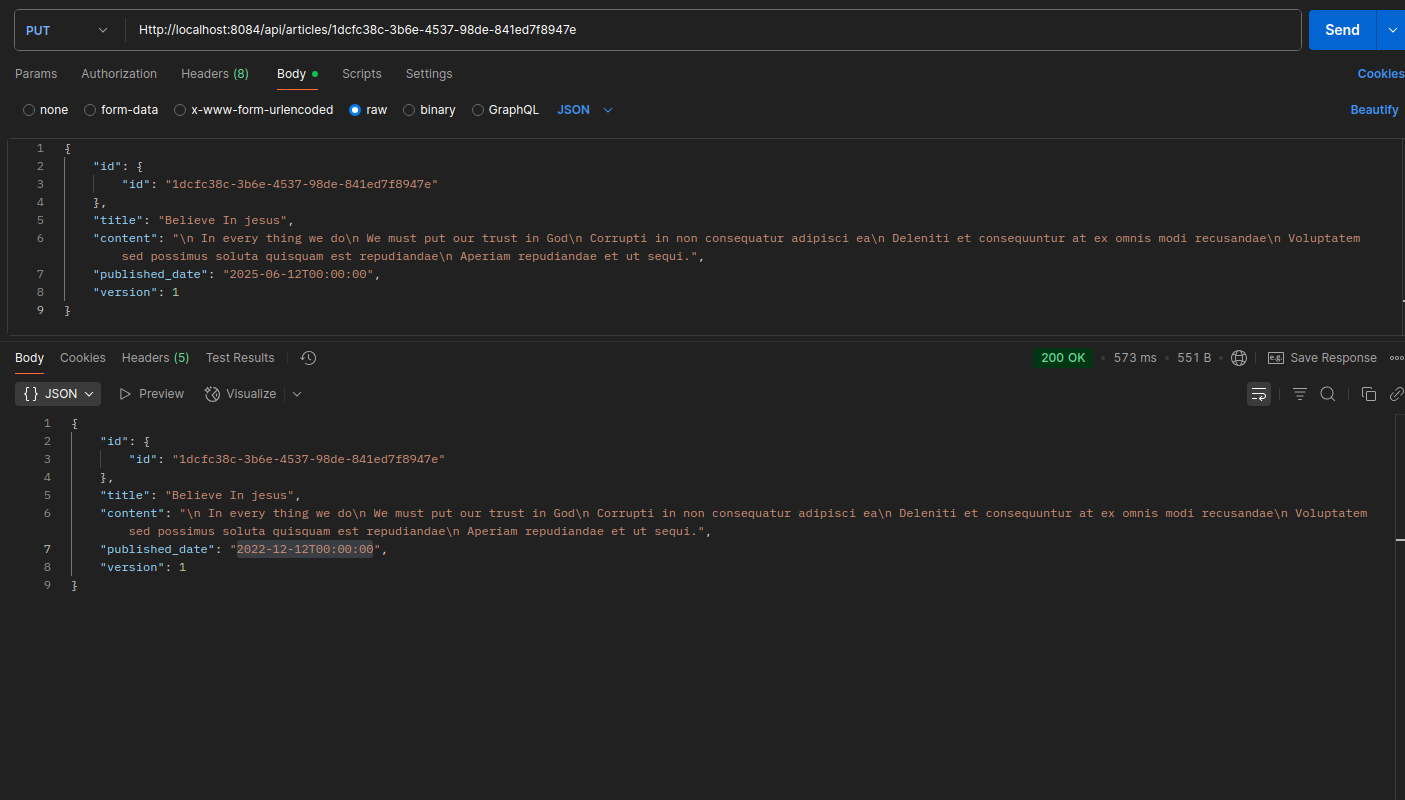 PUT Http://localhost:8084/api/articles/1dcfc38c-3b6e-4537-98de-841ed7f8947e Send
Params Authorization Headers (8) Body Scripts Settings Cookies
none form-data x-www-form-urlencoded raw binary GraphQL JSON Beautify
1 {
2 "id": {
3 "id": "1dcfc38c-3b6e-4537-98de-841ed7f8947e"
4 },
5 "title": "Believe In jesus",
6 "content": "\n In every thing we do\n We must put our trust in God\n Corrupti in non consequatur adipisci ea\n Deleniti et consequuntur at ex omnis modi recusandae\n Voluptatem
sed possimus soluta quisquam est repudiandae\n Aperiam repudiandae et ut sequi.",
7 "published_date": "2025-06-12T00:00:00",
8 "version": 1
9 }
Body Cookies Headers (5) Test Results 200 OK 573 ms 551 B e.g. Save Response
{} JSON Preview Visualize
1 {
2 "id": {
3 "id": "1dcfc38c-3b6e-4537-98de-841ed7f8947e"
4 },
5 "title": "Believe In jesus",
6 "content": "\n In every thing we do\n We must put our trust in God\n Corrupti in non consequatur adipisci ea\n Deleniti et consequuntur at ex omnis modi recusandae\n Voluptatem
sed possimus soluta quisquam est repudiandae\n Aperiam repudiandae et ut sequi.",
7 "published_date": "2022-12-12T00:00:00",
8 "version": 1
9 }